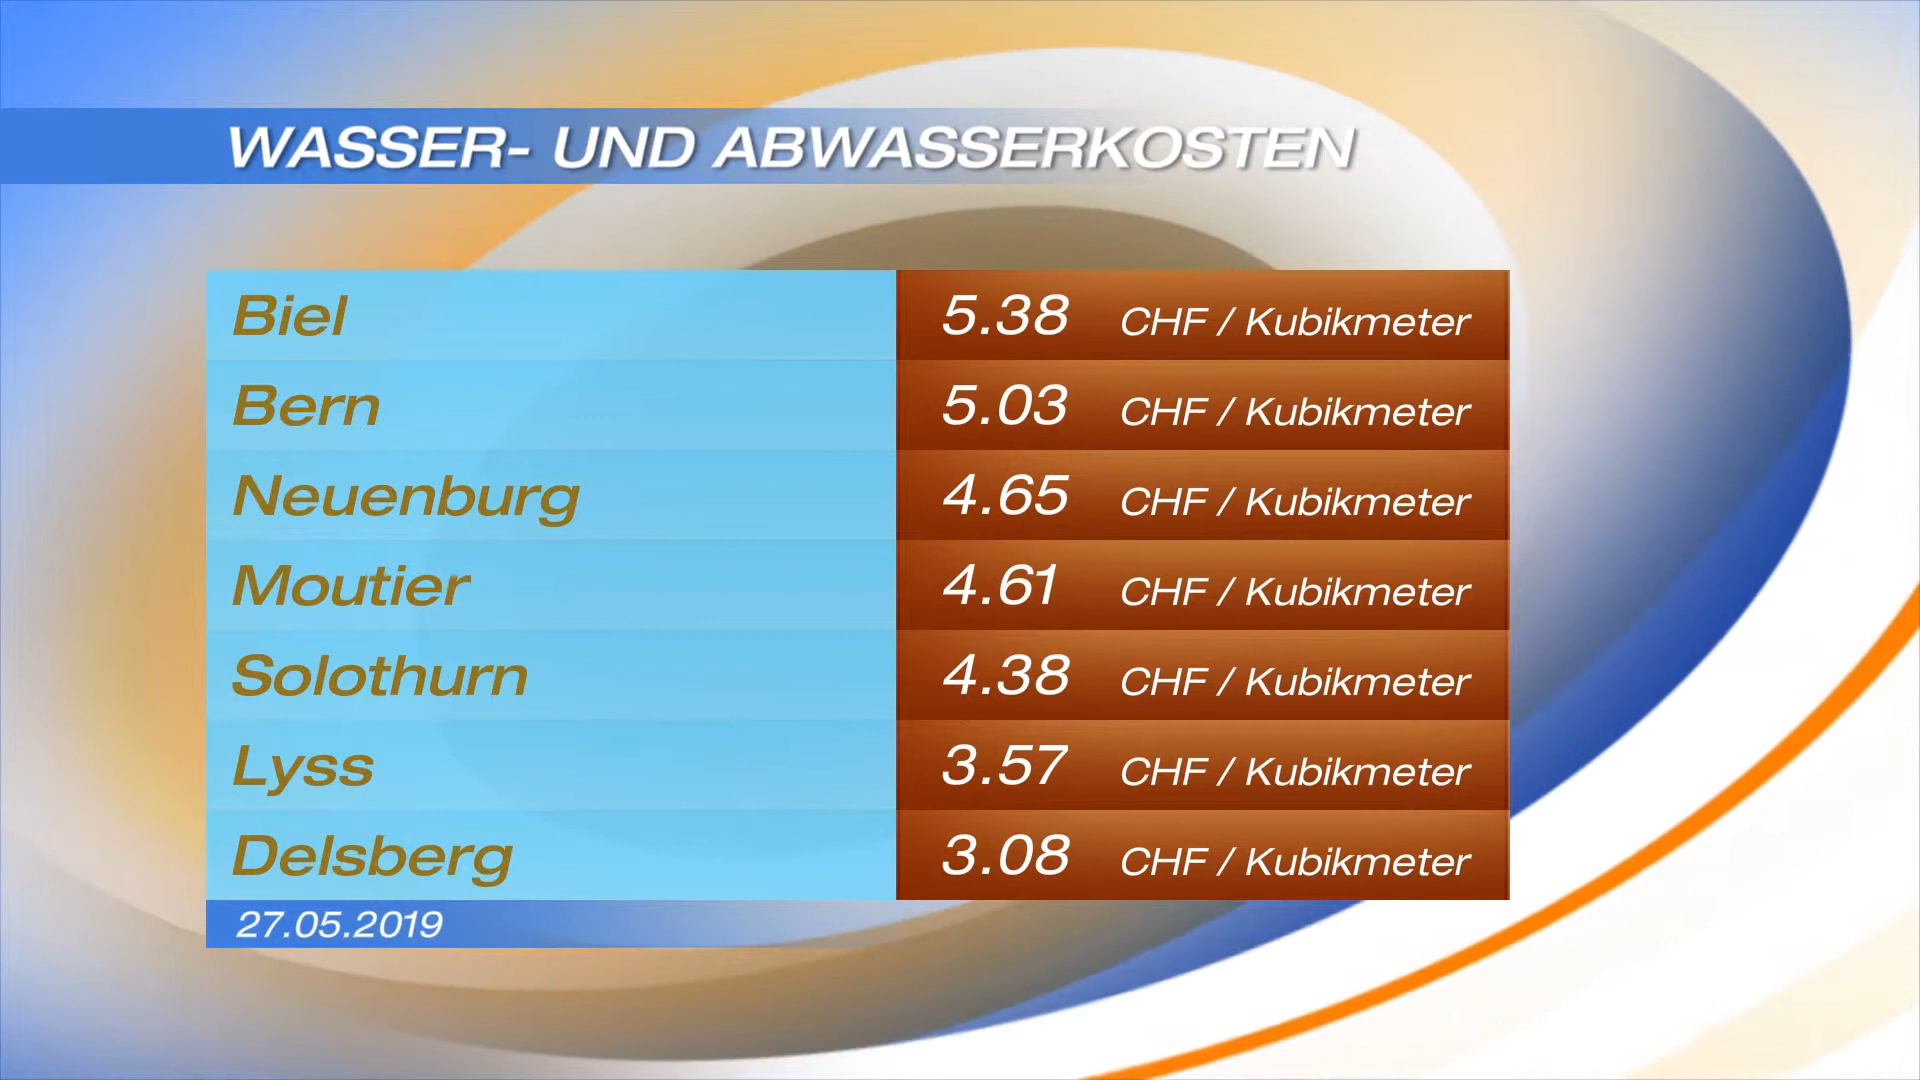 WASSER- UND ABWASSERKOSTEN
Biel 5.38 CHF / Kubikmeter
Bern 5.03 CHF / Kubikmeter
Neuenburg 4.65 CHF / Kubikmeter
Moutier 4.61 CHF / Kubikmeter
Solothurn 4.38 CHF / Kubikmeter
Lyss 3.57 CHF / Kubikmeter
Delsberg 3.08 CHF / Kubikmeter
27.05.2019